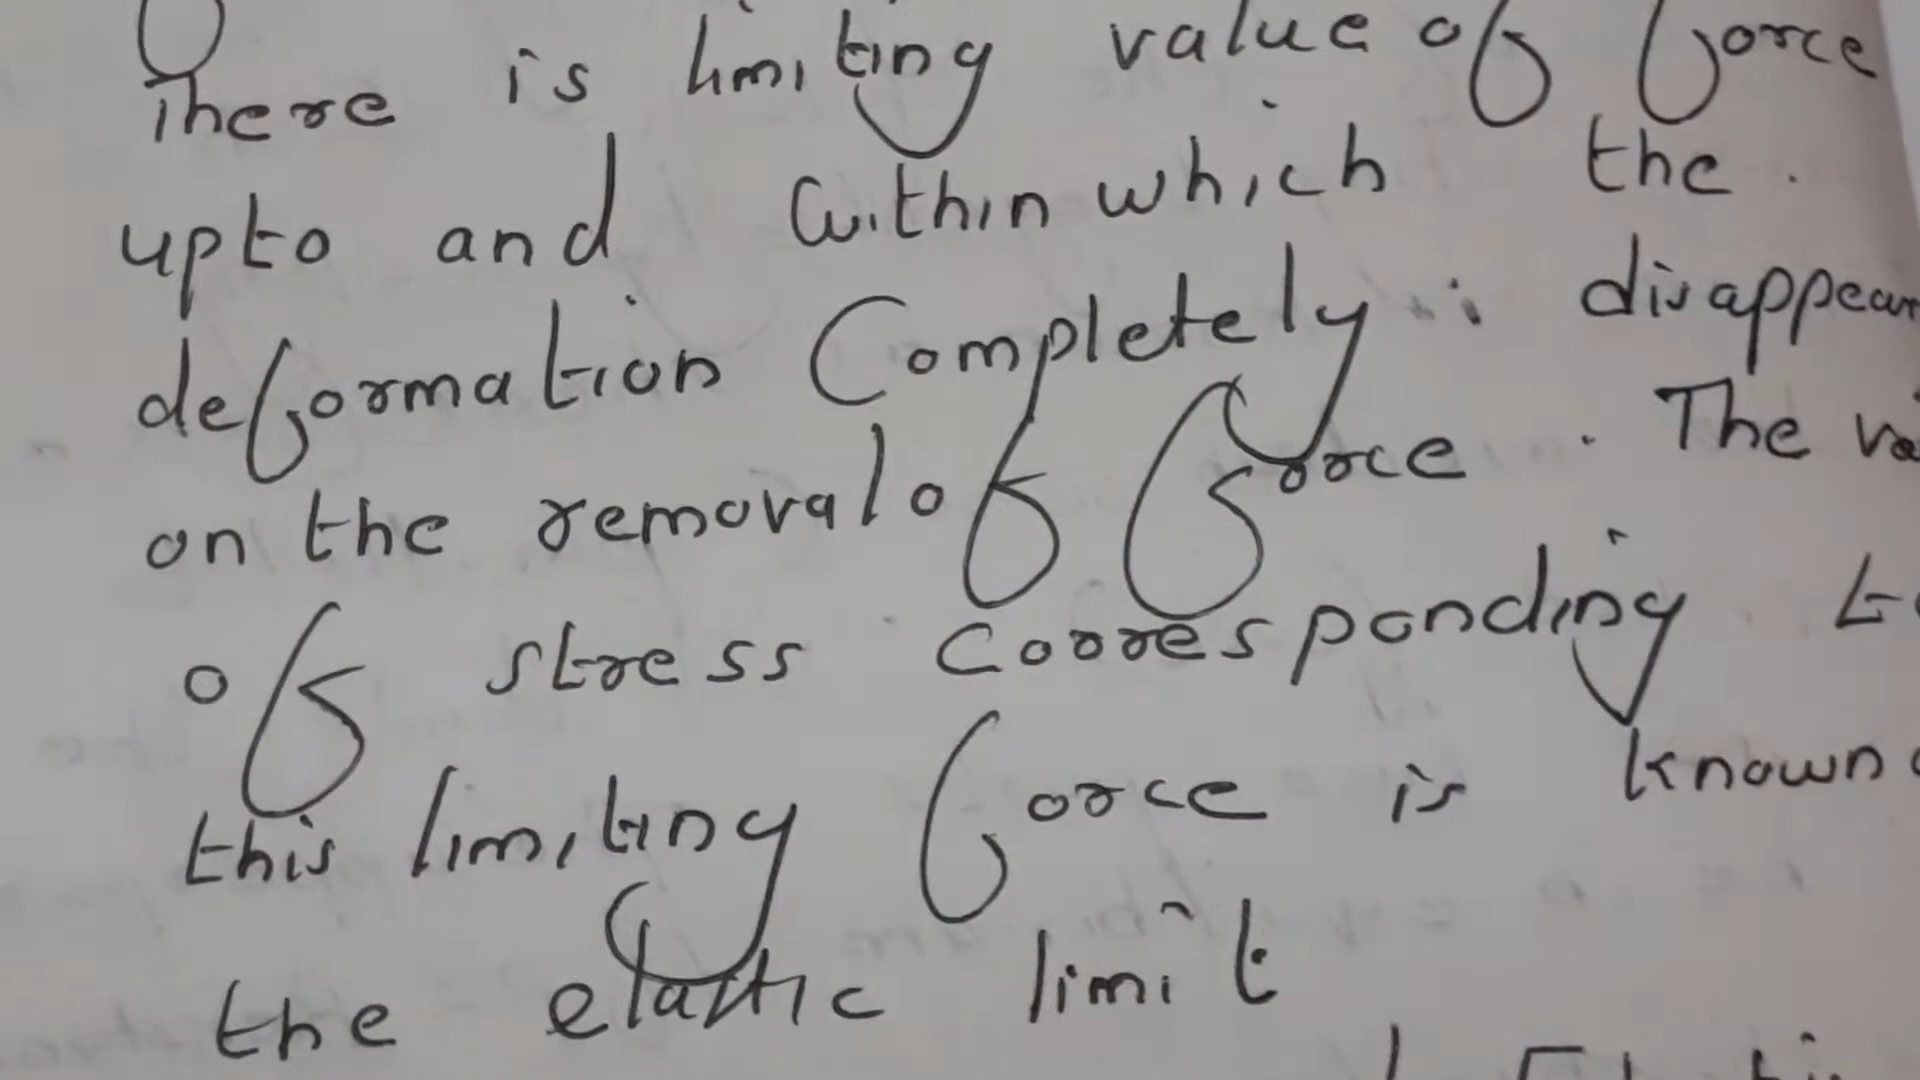 There is limiting value of force
upto and within which the.
deformation Completely disappear
on the removal of force. The
of stress Corresponding
this limiting force is known
the elastic limit